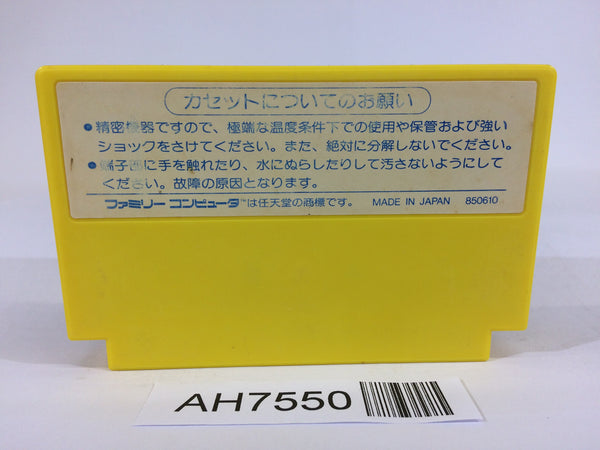 カセットについてのお願い
●精密機器ですので、極端な温度条件下での使用や保管および強い
ショックをさけてください。また、絶対に分解しないでください。
●端子部に手を触れたり、水にぬらしたりして汚さないようにして
ください。故障の原因となります。
ファミリー コンピュータ™は任天堂の商標です。 MADE IN JAPAN 850610
AH7550